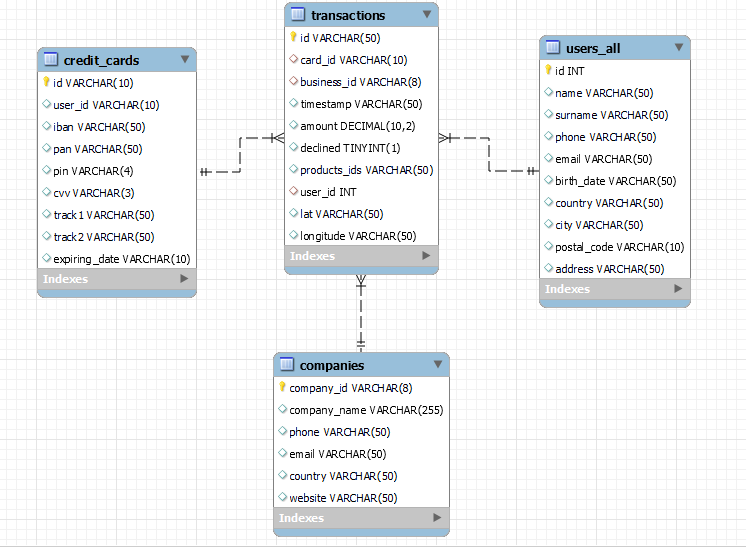 transactions
id VARCHAR(50)
card_id VARCHAR(10)
business_id VARCHAR(8)
timestamp VARCHAR(50)
amount DECIMAL(10,2)
declined TINYINT(1)
products_ids VARCHAR(50)
user_id INT
lat VARCHAR(50)
longitude VARCHAR(50)
Indexes
credit_cards
id VARCHAR(10)
user_id VARCHAR(10)
iban VARCHAR(50)
pan VARCHAR(50)
pin VARCHAR(4)
cvv VARCHAR(3)
track1 VARCHAR(50)
track2 VARCHAR(50)
expiring_date VARCHAR(10)
Indexes
users_all
id INT
name VARCHAR(50)
surname VARCHAR(50)
phone VARCHAR(50)
email VARCHAR(50)
birth_date VARCHAR(50)
country VARCHAR(50)
city VARCHAR(50)
postal_code VARCHAR(10)
address VARCHAR(50)
Indexes
companies
company_id VARCHAR(8)
company_name VARCHAR(255)
phone VARCHAR(50)
email VARCHAR(50)
country VARCHAR(50)
website VARCHAR(50)
Indexes